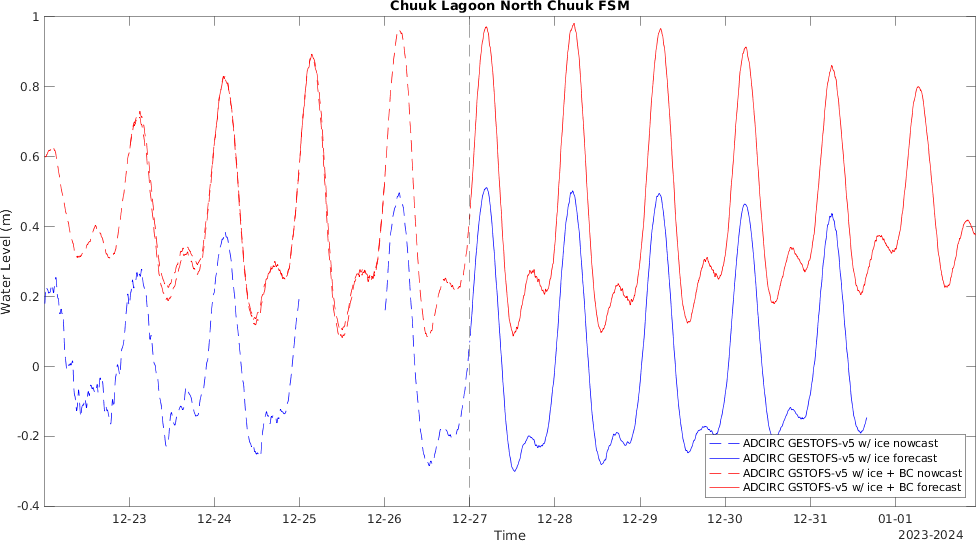 Chuuk Lagoon North Chuuk FSM
1
0.8
0.6
0.4
0.2
0
-0.2
-0.4
Water Level (m)
ADCIRC GESTOFS-v5 w/ ice nowcast
ADCIRC GESTOFS-v5 w/ ice forecast
ADCIRC GSTOFS-v5 w/ ice + BC nowcast
ADCIRC GSTOFS-v5 w/ ice + BC forecast
12-23 12-24 12-25 12-26 12-27 12-28 12-29 12-30 12-31 01-01
Time
2023-2024